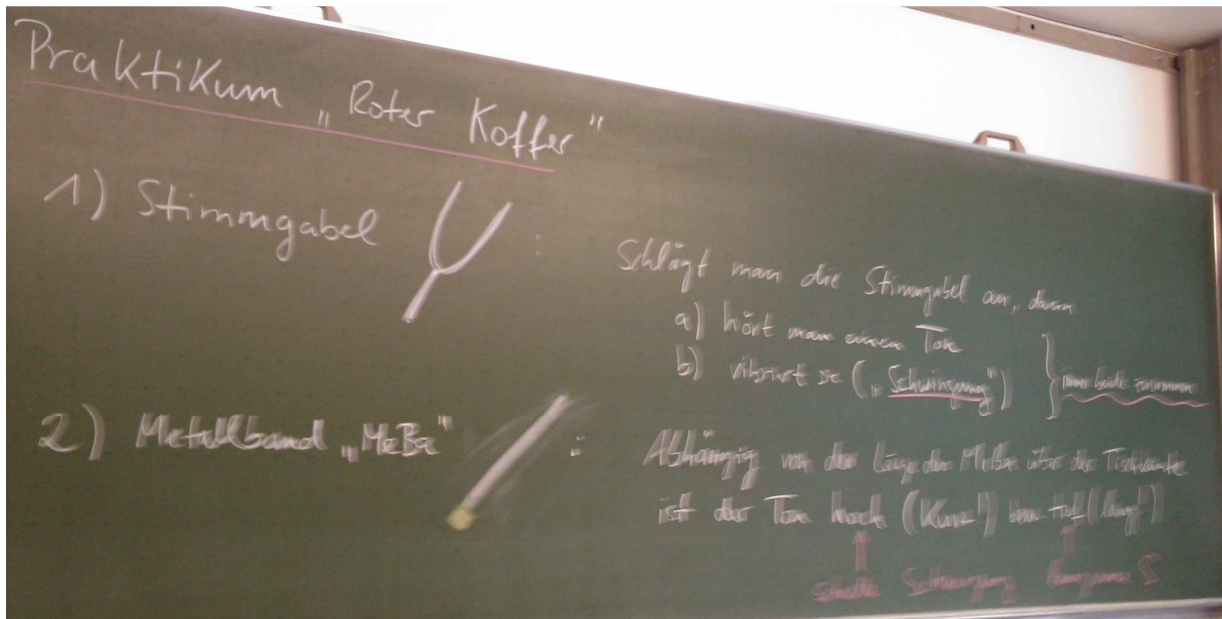 Praktikum „Roter Koffer"
1) Stimmgabel :
Schlägt man die Stimmgabel an, dann
a) hört man einen Ton
b) vibriert sie („Schwingung") } immer beide zusammen
2) Metallband „MeBa" :
Abhängig von der Länge des MeBa über der Tischkante
ist der Ton hoch (kurz!) bzw. tief (lang!)
schnelle Schwingung langsame S